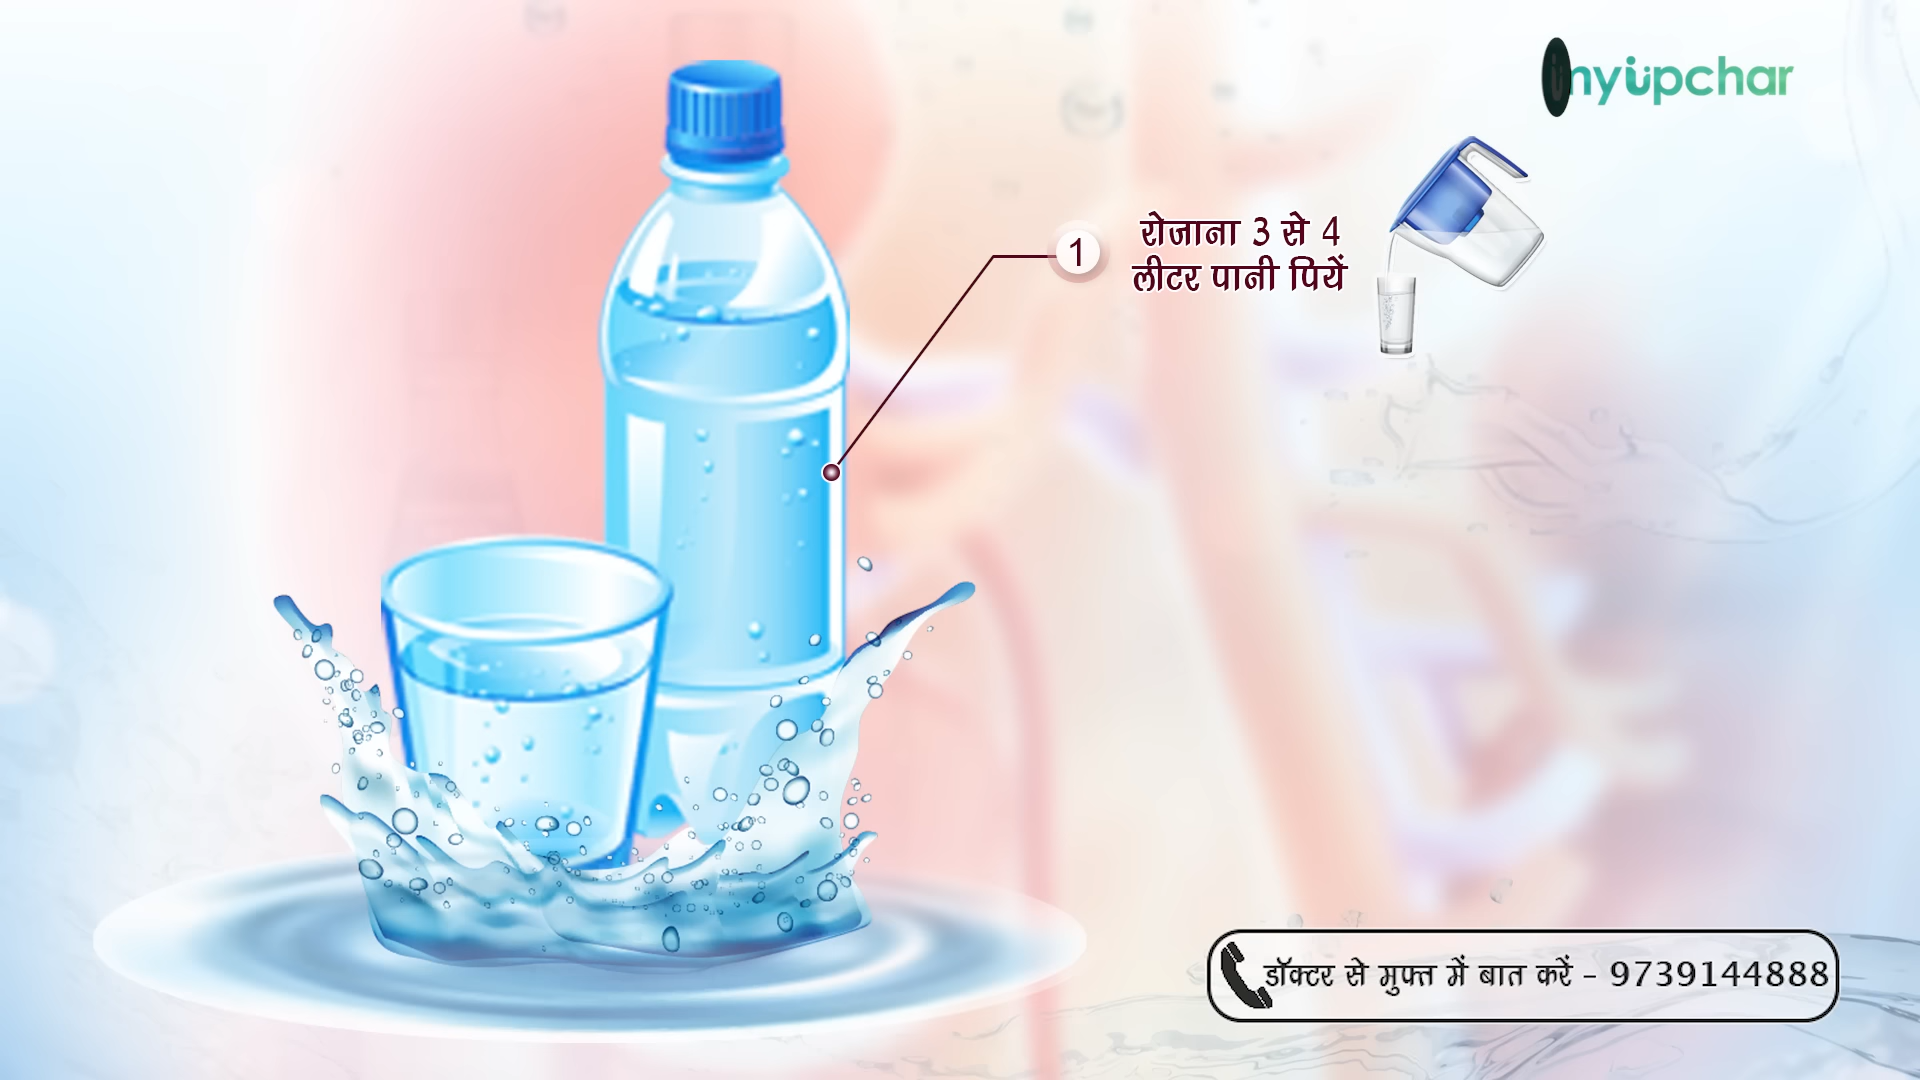 myUpchar
1
रोजाना 3 से 4
लीटर पानी पियें
डॉक्टर से मुफ्त में बात करें - 9739144888